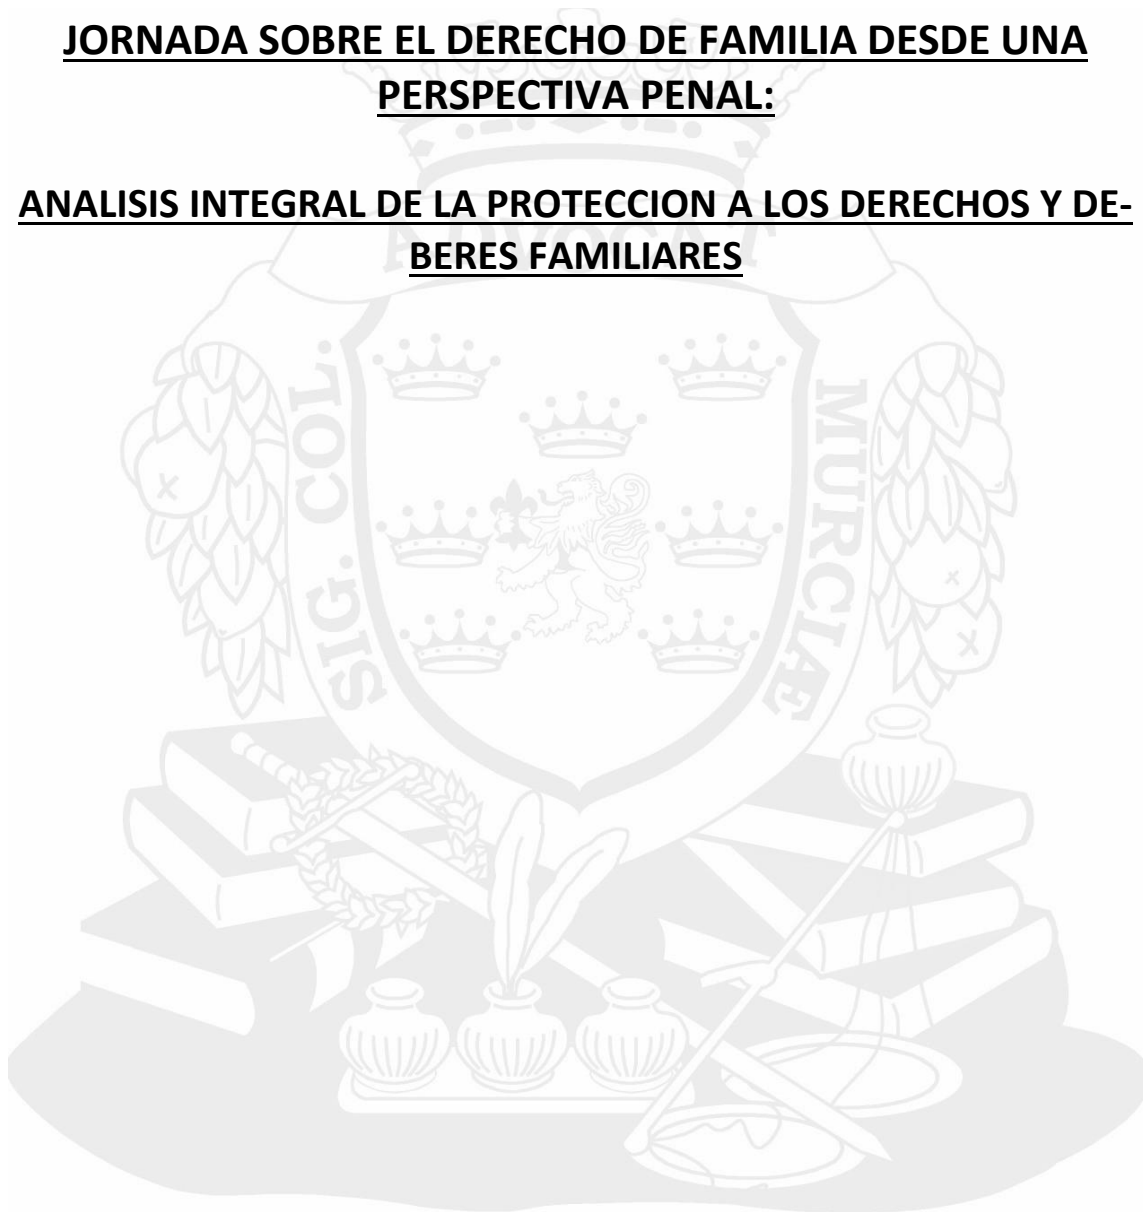 JORNADA SOBRE EL DERECHO DE FAMILIA DESDE UNA
PERSPECTIVA PENAL:
ANALISIS INTEGRAL DE LA PROTECCION A LOS DERECHOS Y DE-
BERES FAMILIARES
ADVOCAT
SIG. COL.
MURCIÆ